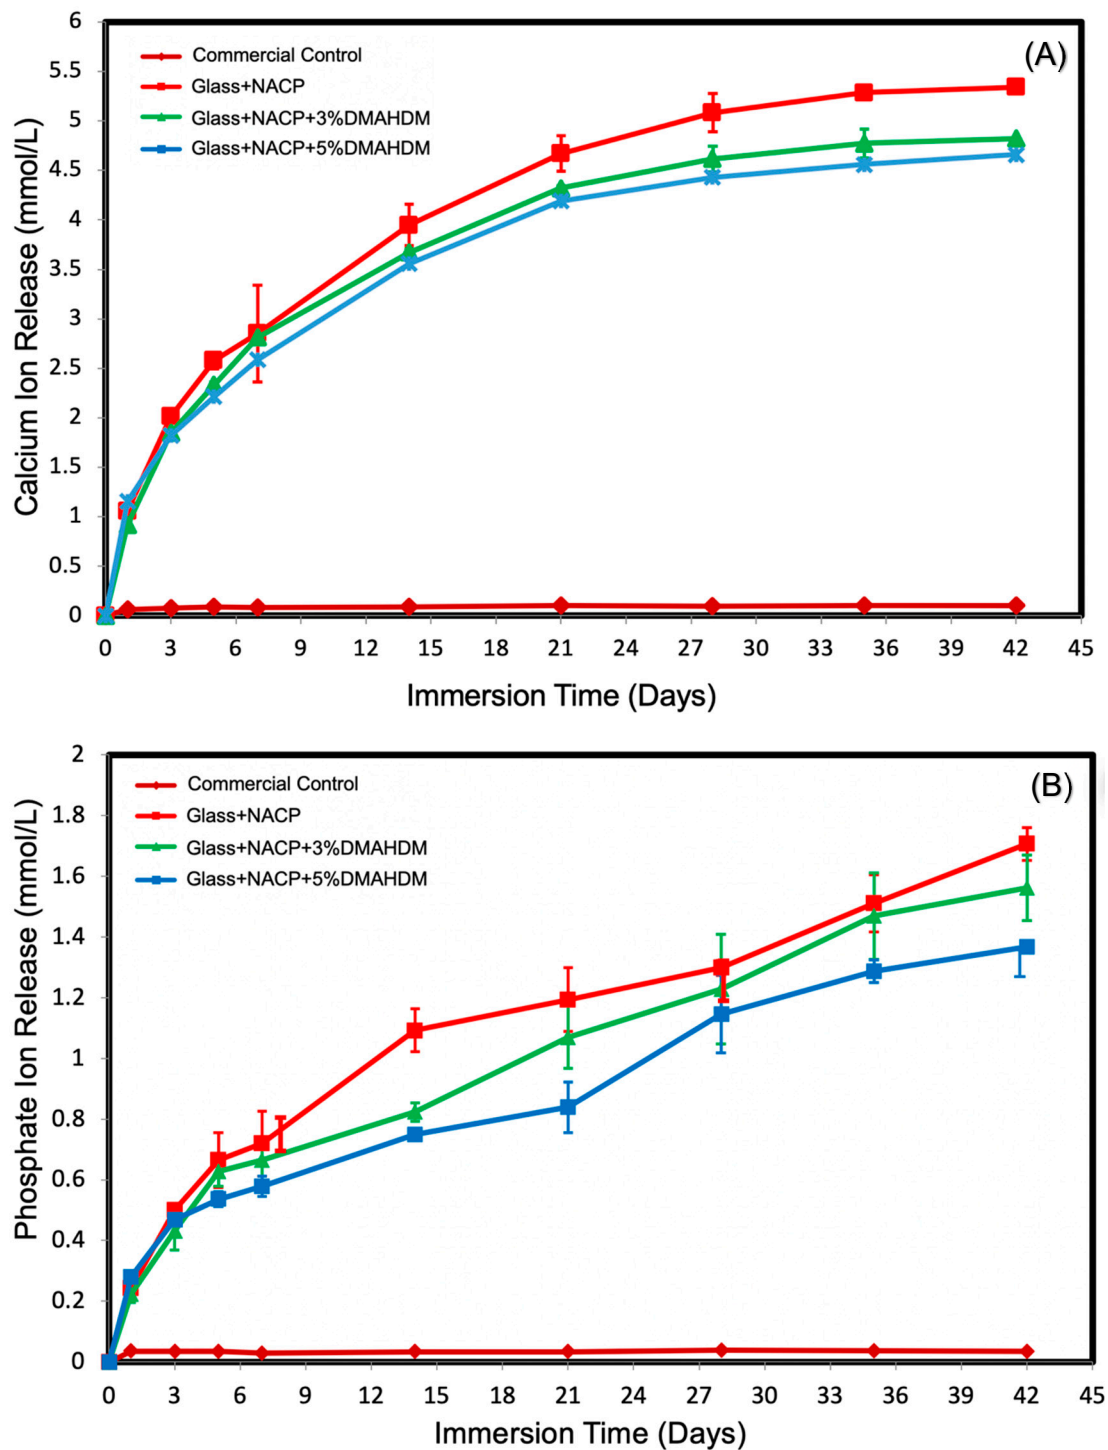 (A)
Commercial Control
Glass+NACP
Glass+NACP+3%DMAHDM
Glass+NACP+5%DMAHDM
Calcium Ion Release (mmol/L)
6
5.5
5
4.5
4
3.5
3
2.5
2
1.5
1
0.5
0
0 3 6 9 12 15 18 21 24 27 30 33 36 39 42 45
Immersion Time (Days)
(B)
Commercial Control
Glass+NACP
Glass+NACP+3%DMAHDM
Glass+NACP+5%DMAHDM
Phosphate Ion Release (mmol/L)
2
1.8
1.6
1.4
1.2
1
0.8
0.6
0.4
0.2
0
0 3 6 9 12 15 18 21 24 27 30 33 36 39 42 45
Immersion Time (Days)